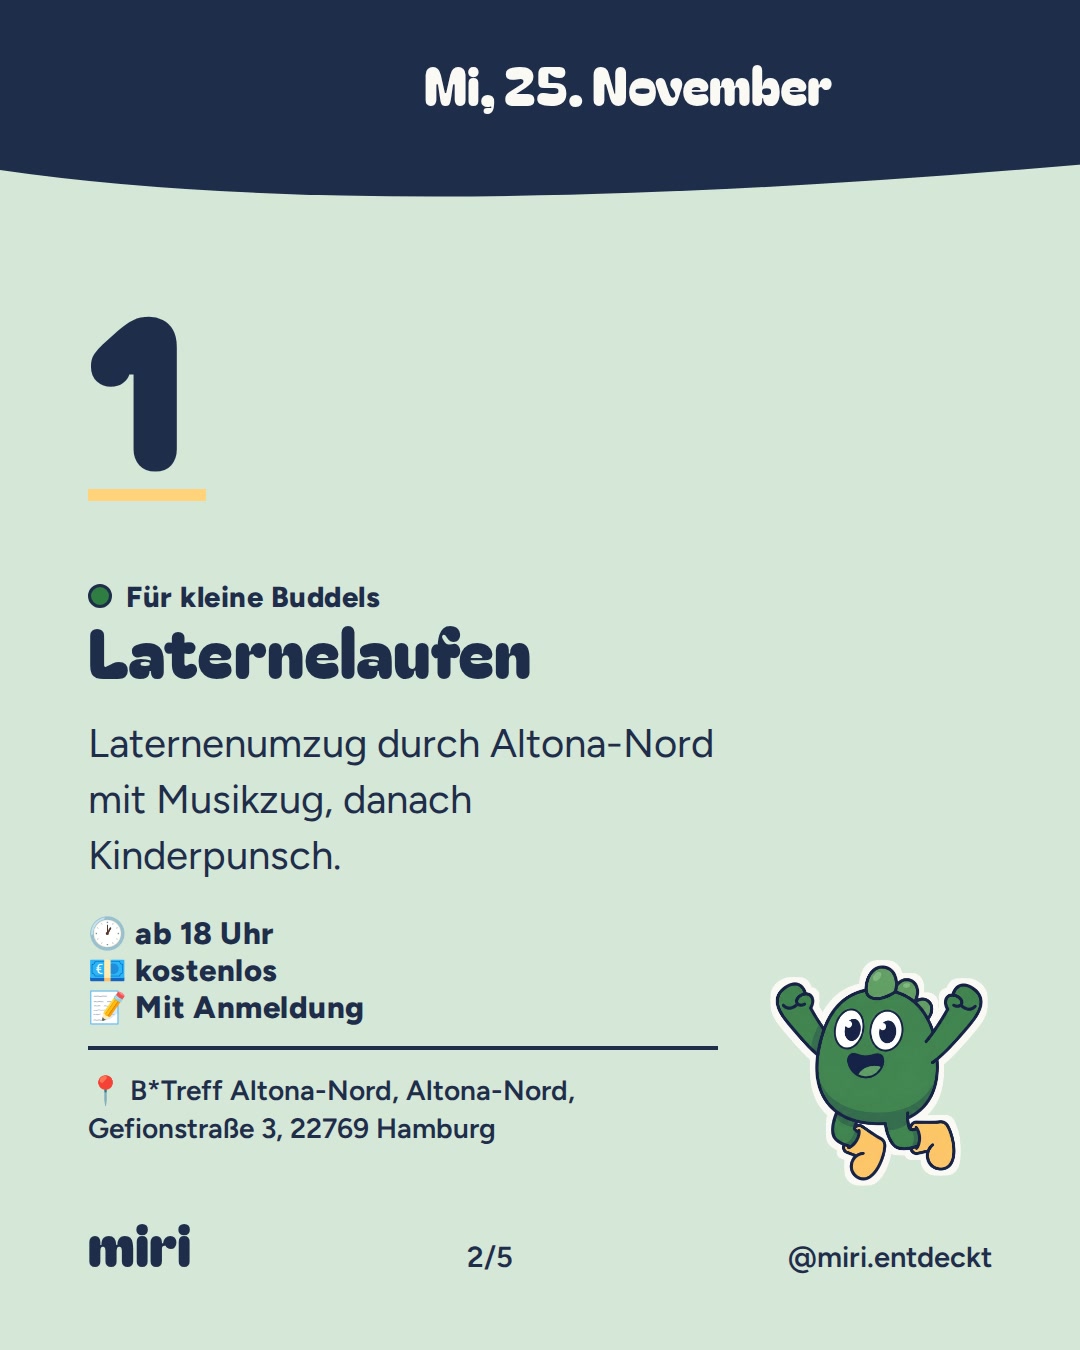 Mi, 25. November
1
Für kleine Buddels
Laternelaufen
Laternenumzug durch Altona-Nord
mit Musikzug, danach
Kinderpunsch.
🕐 ab 18 Uhr
💶 kostenlos
📝 Mit Anmeldung
📍 B*Treff Altona-Nord, Altona-Nord,
Gefionstraße 3, 22769 Hamburg
miri
2/5
@miri.entdeckt